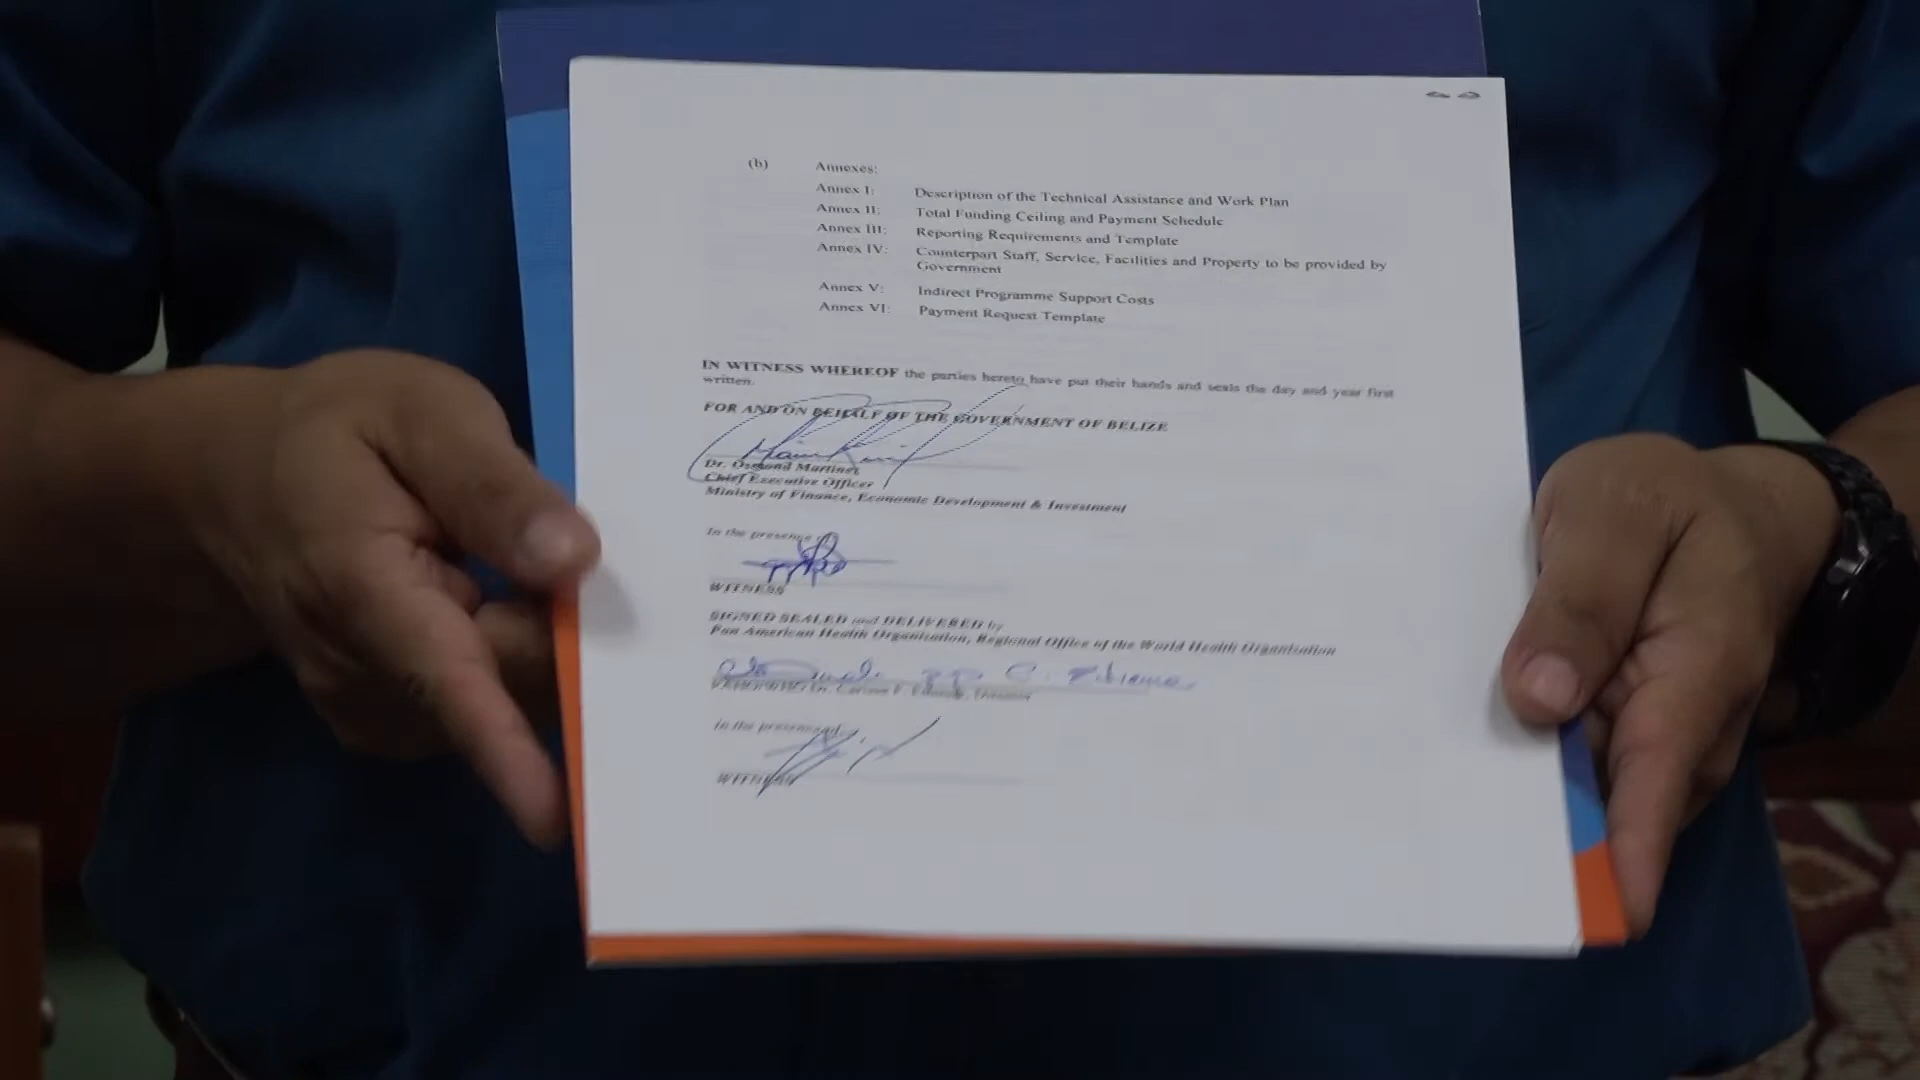 (b) Annexes:
Annex I: Description of the Technical Assistance and Work Plan
Annex II: Total Funding Ceiling and Payment Schedule
Annex III: Reporting Requirements and Template
Annex IV: Counterpart Staff, Service, Facilities and Property to be provided by
Government
Annex V: Indirect Programme Support Costs
Annex VI: Payment Request Template
IN WITNESS WHEREOF the parties hereto have put their hands and seals the day and year first
written.
FOR AND ON BEHALF OF THE GOVERNMENT OF BELIZE
Dr. Osmond Martinez
Chief Executive Officer
Ministry of Finance, Economic Development & Investment
In the presence of
WITNESS
SIGNED SEALED and DELIVERED by
Pan American Health Organisation, Regional Office of the World Health Organisation
Director
In the presence of
WITNESS